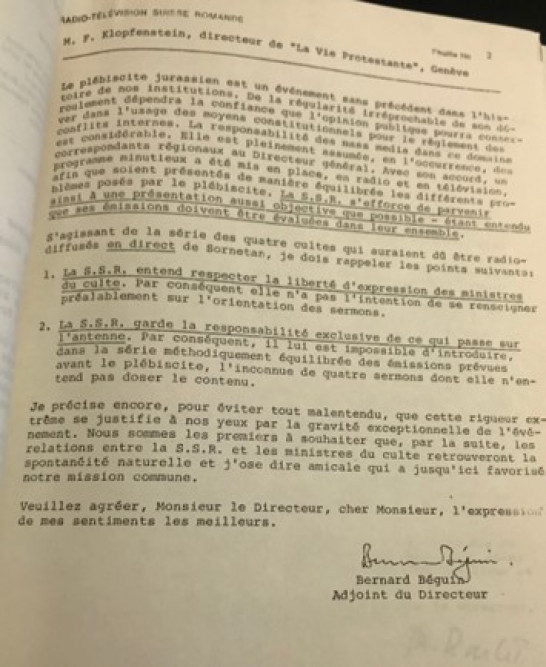 RADIO-TÉLÉVISION SUISSE ROMANDE
M. F. Klopfenstein, directeur de "La Vie Protestante", Genève
Feuille No 2
Le plébiscite jurassien est un événement sans précédent dans l'his-
toire de nos institutions. De la régularité irréprochable de son dé-
roulement dépendra la confiance que l'opinion publique pourra conser-
ver dans l'usage des moyens constitutionnels pour le règlement des
conflits internes. La responsabilité des mass media dans ce domaine
est considérable. Elle est pleinement assumée, en l'occurrence, des
correspondants régionaux au Directeur général. Avec son accord, un
programme minutieux a été mis en place, en radio et en télévision,
afin que soient présentés de manière équilibrée les différents pro-
blèmes posés par le plébiscite. La S.S.R. s'efforce de parvenir
ainsi à une présentation aussi objective que possible - étant entendu
que ses émissions doivent être évaluées dans leur ensemble.
S'agissant de la série des quatre cultes qui auraient dû être radio-
diffusés en direct de Sornetan, je dois rappeler les points suivants:
1. La S.S.R. entend respecter la liberté d'expression des ministres
du culte. Par conséquent elle n'a pas l'intention de se renseigner
préalablement sur l'orientation des sermons.
2. La S.S.R. garde la responsabilité exclusive de ce qui passe sur
l'antenne. Par conséquent, il lui est impossible d'introduire,
dans la série méthodiquement équilibrée des émissions prévues
avant le plébiscite, l'inconnue de quatre sermons dont elle n'en-
tend pas doser le contenu.
Je précise encore, pour éviter tout malentendu, que cette rigueur ex-
trême se justifie à nos yeux par la gravité exceptionnelle de l'évé-
nement. Nous sommes les premiers à souhaiter que, par la suite, les
relations entre la S.S.R. et les ministres du culte retrouveront la
spontanéité naturelle et j'ose dire amicale qui a jusqu'ici favorisé
notre mission commune.
Veuillez agréer, Monsieur le Directeur, cher Monsieur, l'expression
de mes sentiments les meilleurs.
Bernard Béguin
Bernard Béguin
Adjoint du Directeur